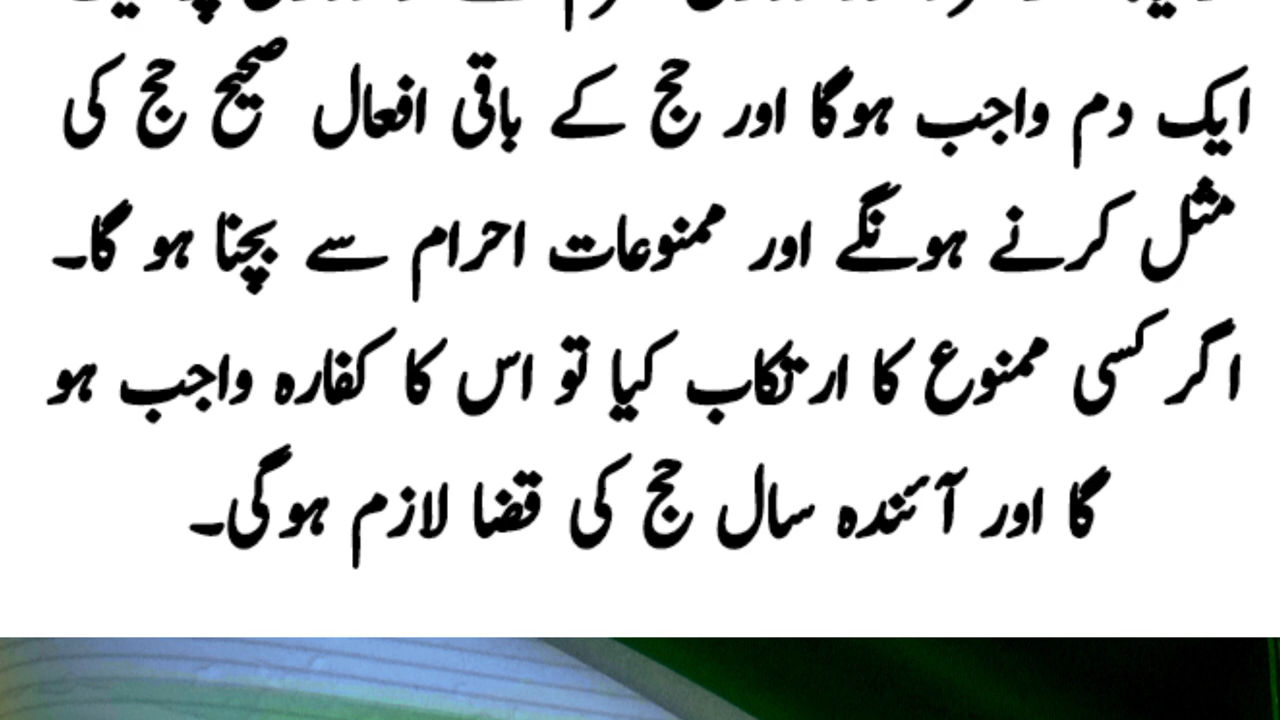 ایک دم واجب ہوگا اور حج کے باقی افعال صحیح حج کی
مثل کرنے ہونگے اور ممنوعات احرام سے بچنا ہو گا۔
اگر کسی ممنوع کا ارتکاب کیا تو اس کا کفارہ واجب ہو
گا اور آئندہ سال حج کی قضا لازم ہوگی۔